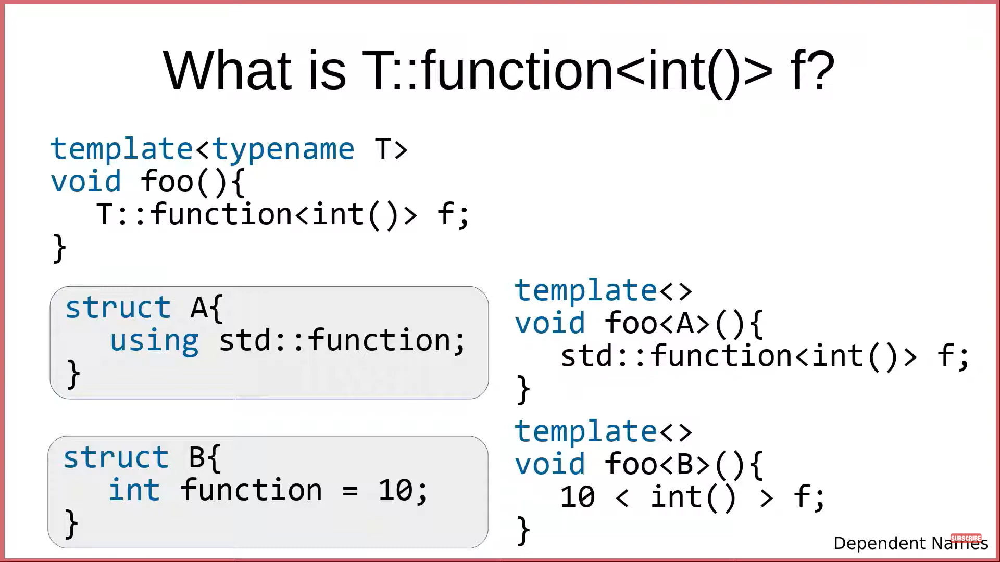 What is T::function<int()> f?
template<typename T>
void foo(){
   T::function<int()> f;
}
struct A{
   using std::function;
}
struct B{
   int function = 10;
}
template<>
void foo<A>(){
   std::function<int()> f;
}
template<>
void foo<B>(){
   10 < int() > f;
}
SUBSCRIBE
Dependent Names